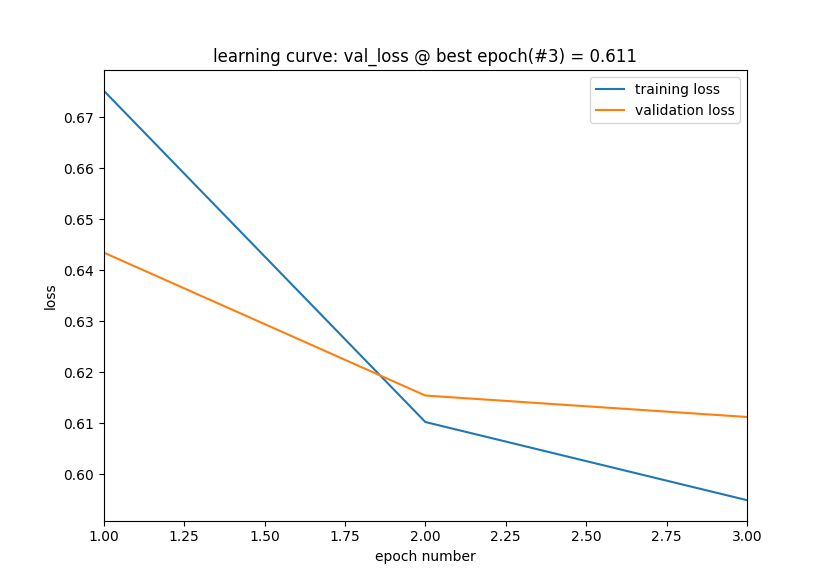 learning curve: val_loss @ best epoch(#3) = 0.611
training loss
validation loss
0.67
0.66
0.65
0.64
0.63
0.62
0.61
0.60
loss
1.00 1.25 1.50 1.75 2.00 2.25 2.50 2.75 3.00
epoch number